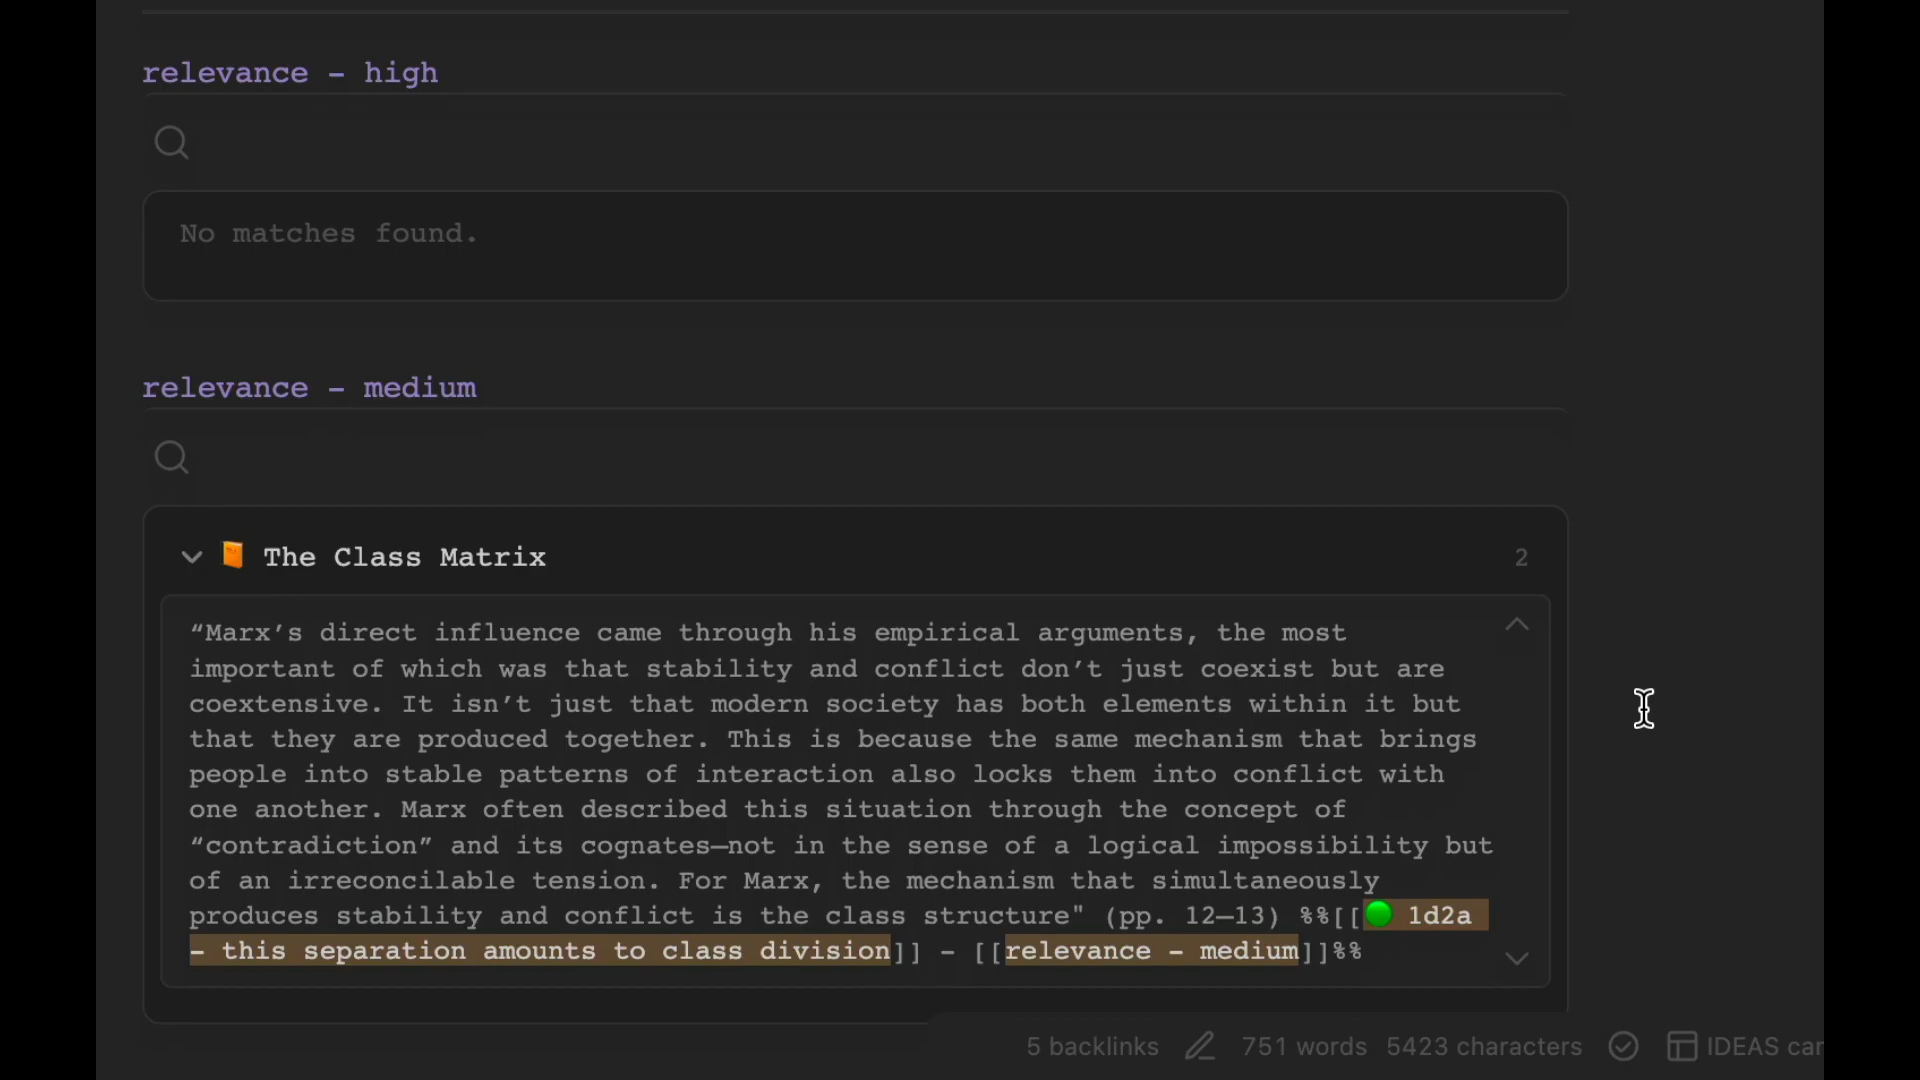 relevance – high
No matches found.
relevance – medium
The Class Matrix
2
“Marx’s direct influence came through his empirical arguments, the most
important of which was that stability and conflict don’t just coexist but are
coextensive. It isn’t just that modern society has both elements within it but
that they are produced together. This is because the same mechanism that brings
people into stable patterns of interaction also locks them into conflict with
one another. Marx often described this situation through the concept of
“contradiction” and its cognates—not in the sense of a logical impossibility but
of an irreconcilable tension. For Marx, the mechanism that simultaneously
produces stability and conflict is the class structure" (pp. 12–13) %%[[🟢 1d2a
– this separation amounts to class division]] – [[relevance – medium]]%%
5 backlinks 751 words 5423 characters IDEAS car